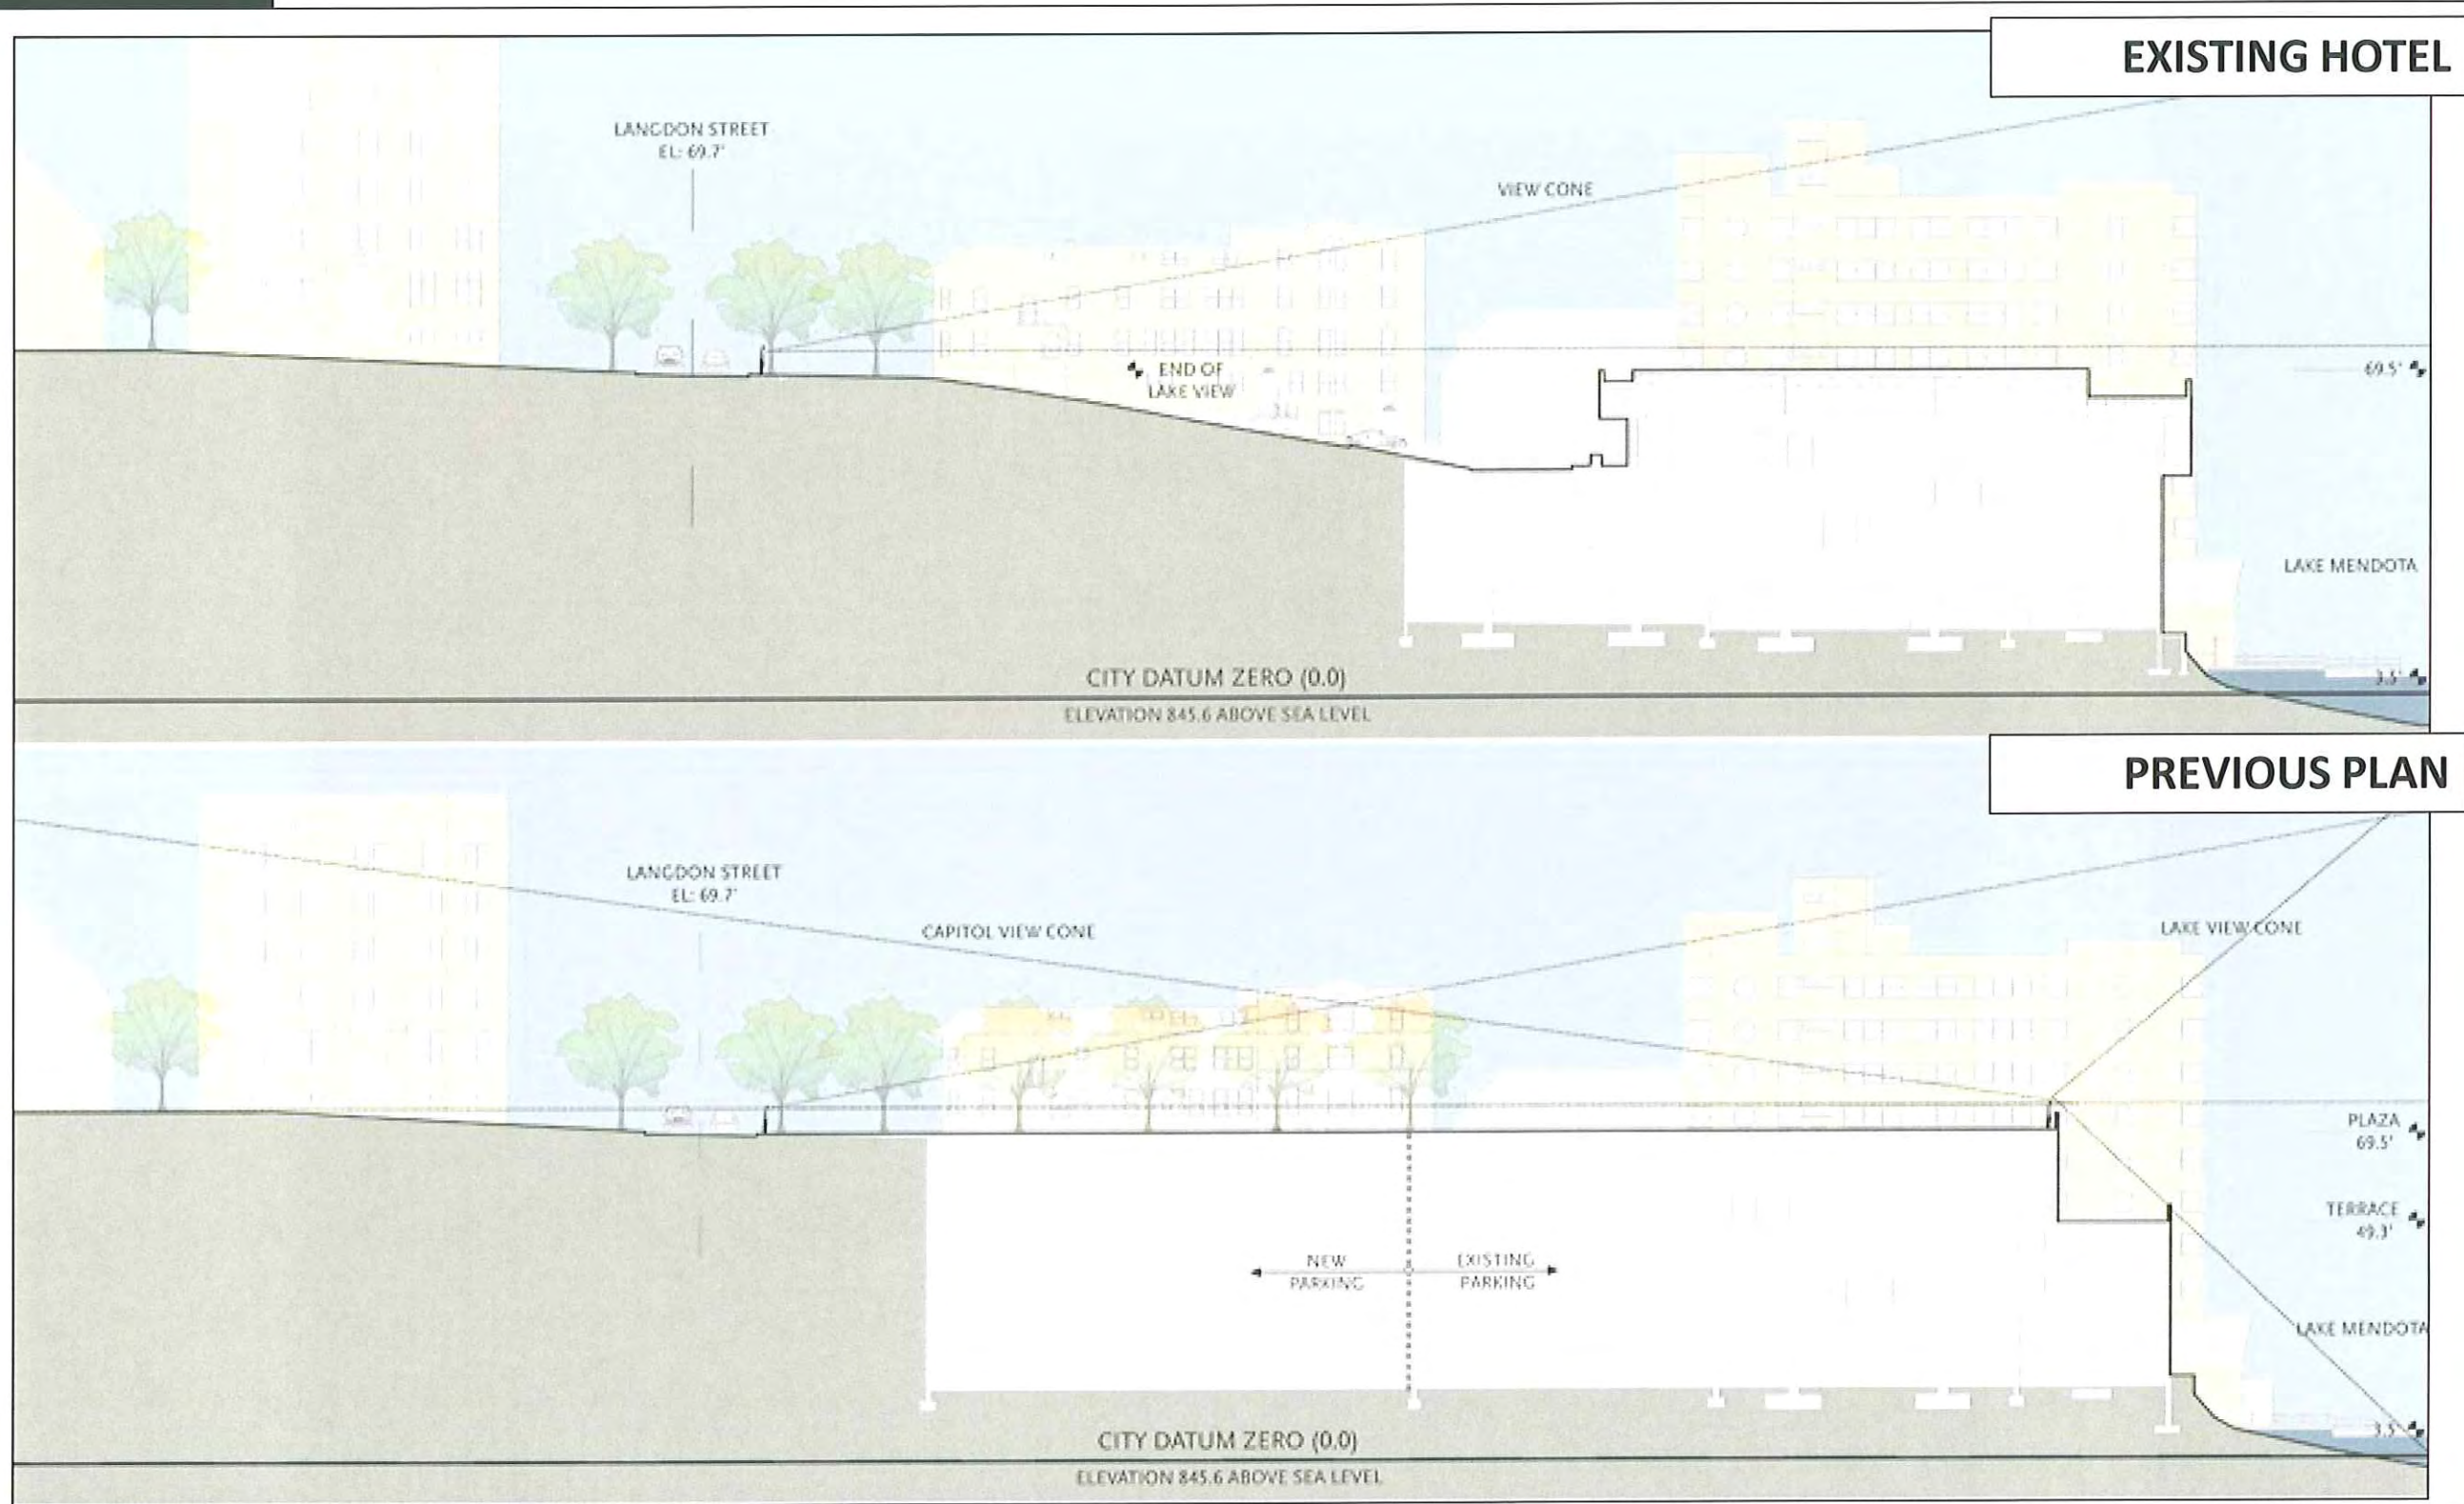 EXISTING HOTEL
LANGDON STREET
EL: 69.7'
VIEW CONE
END OF
LAKE VIEW
69.5'
LAKE MENDOTA
CITY DATUM ZERO (0.0)
3.5'
ELEVATION 845.6 ABOVE SEA LEVEL
PREVIOUS PLAN
LANGDON STREET
EL: 69.7'
CAPITOL VIEW CONE
LAKE VIEW CONE
PLAZA
69.5'
TERRACE
49.3'
NEW
PARKING
EXISTING
PARKING
LAKE MENDOTA
CITY DATUM ZERO (0.0)
3.5'
ELEVATION 845.6 ABOVE SEA LEVEL